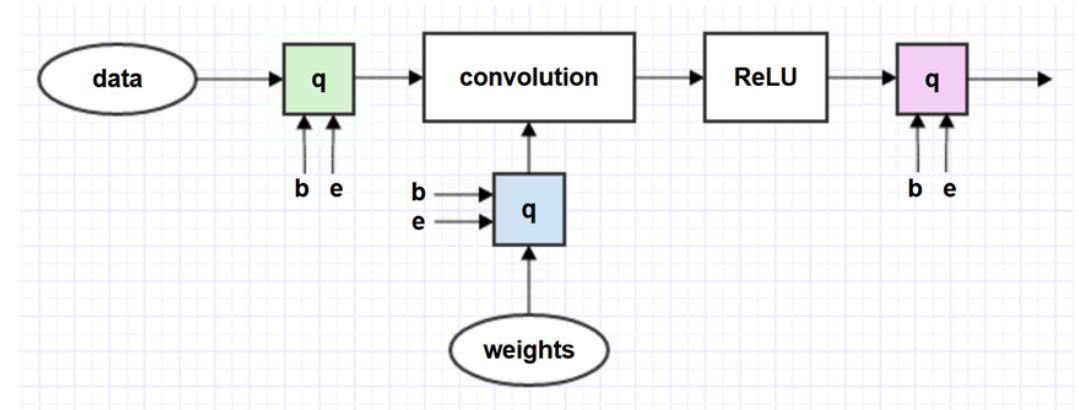 data
q
convolution
ReLU
q
b e
b
e
q
b e
weights